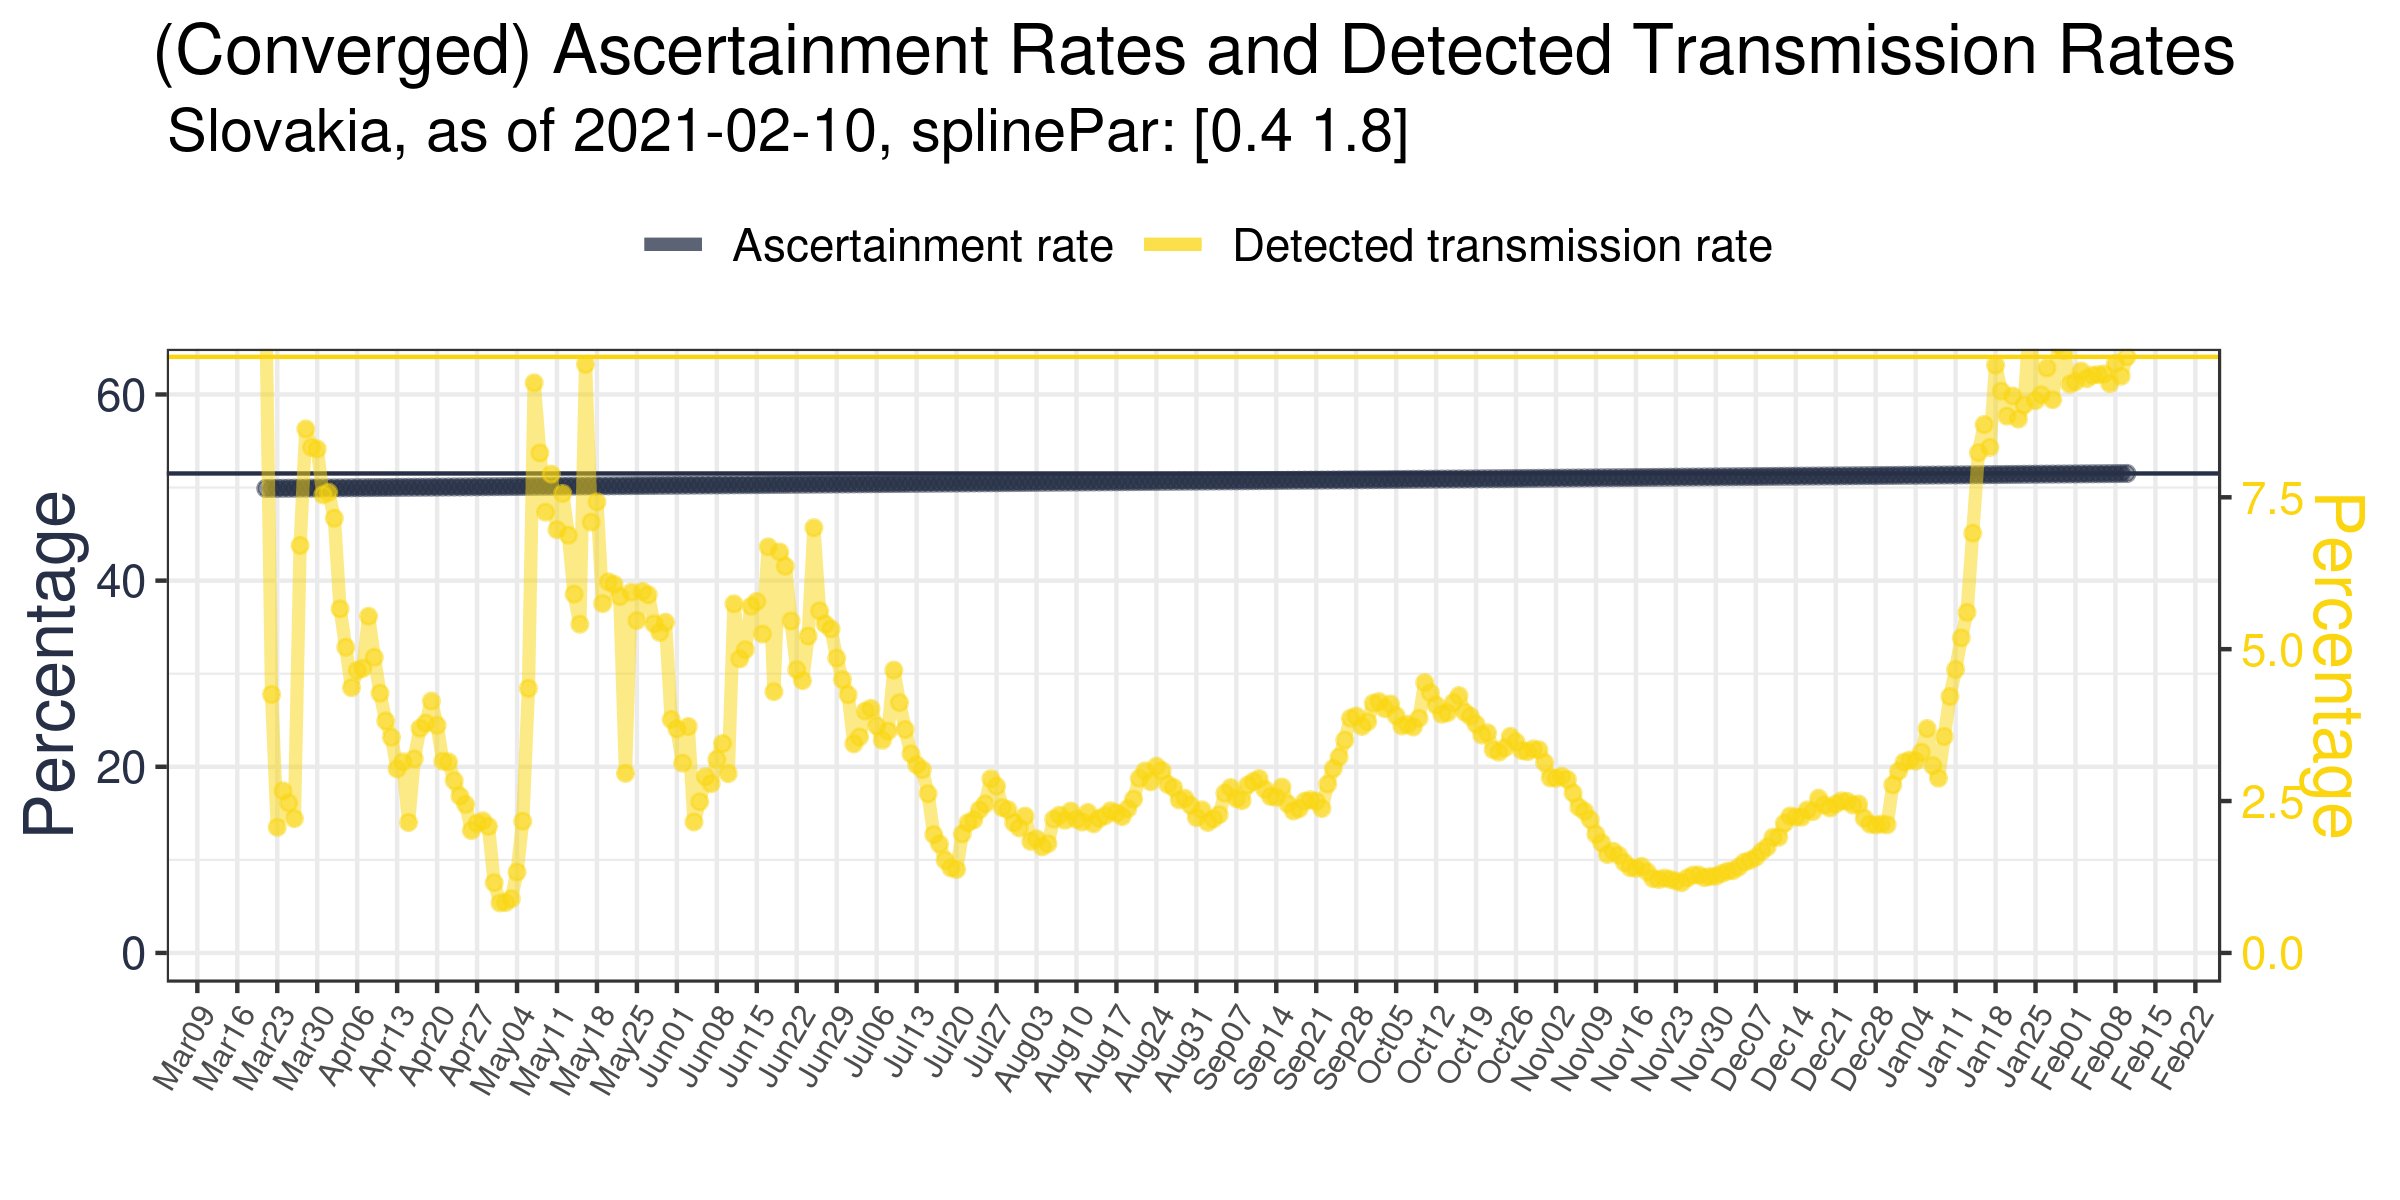 (Converged) Ascertainment Rates and Detected Transmission Rates
Slovakia, as of 2021-02-10, splinePar: [0.4 1.8]
Ascertainment rate Detected transmission rate
Percentage
60
40
20
0
7.5
5.0
2.5
0.0
Percentage
Mar09 Mar16 Mar23 Mar30 Apr06 Apr13 Apr20 Apr27 May04 May11 May18 May25 Jun01 Jun08 Jun15 Jun22 Jun29 Jul06 Jul13 Jul20 Jul27 Aug03 Aug10 Aug17 Aug24 Aug31 Sep07 Sep14 Sep21 Sep28 Oct05 Oct12 Oct19 Oct26 Nov02 Nov09 Nov16 Nov23 Nov30 Dec07 Dec14 Dec21 Dec28 Jan04 Jan11 Jan18 Jan25 Feb01 Feb08 Feb15 Feb22